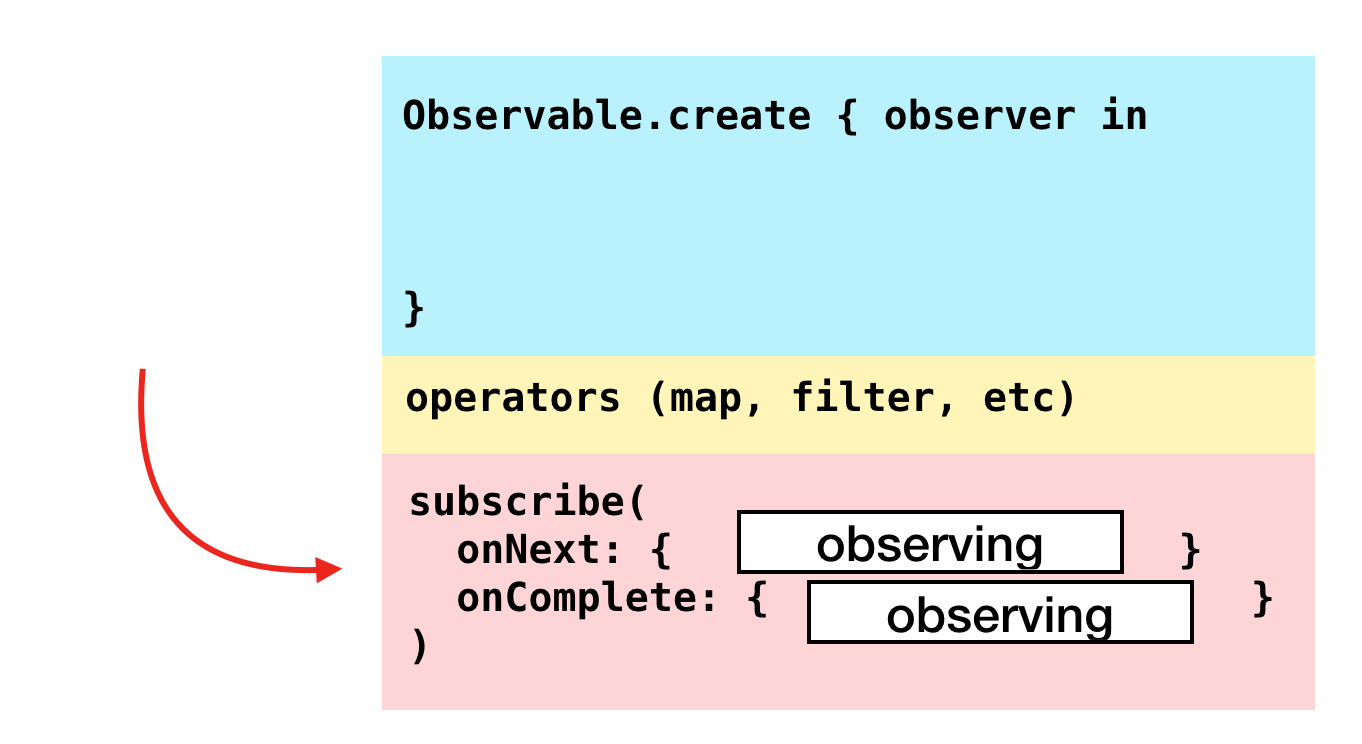 Observable.create { observer in
}
operators (map, filter, etc)
subscribe(
onNext: { observing }
onComplete: { observing }
)